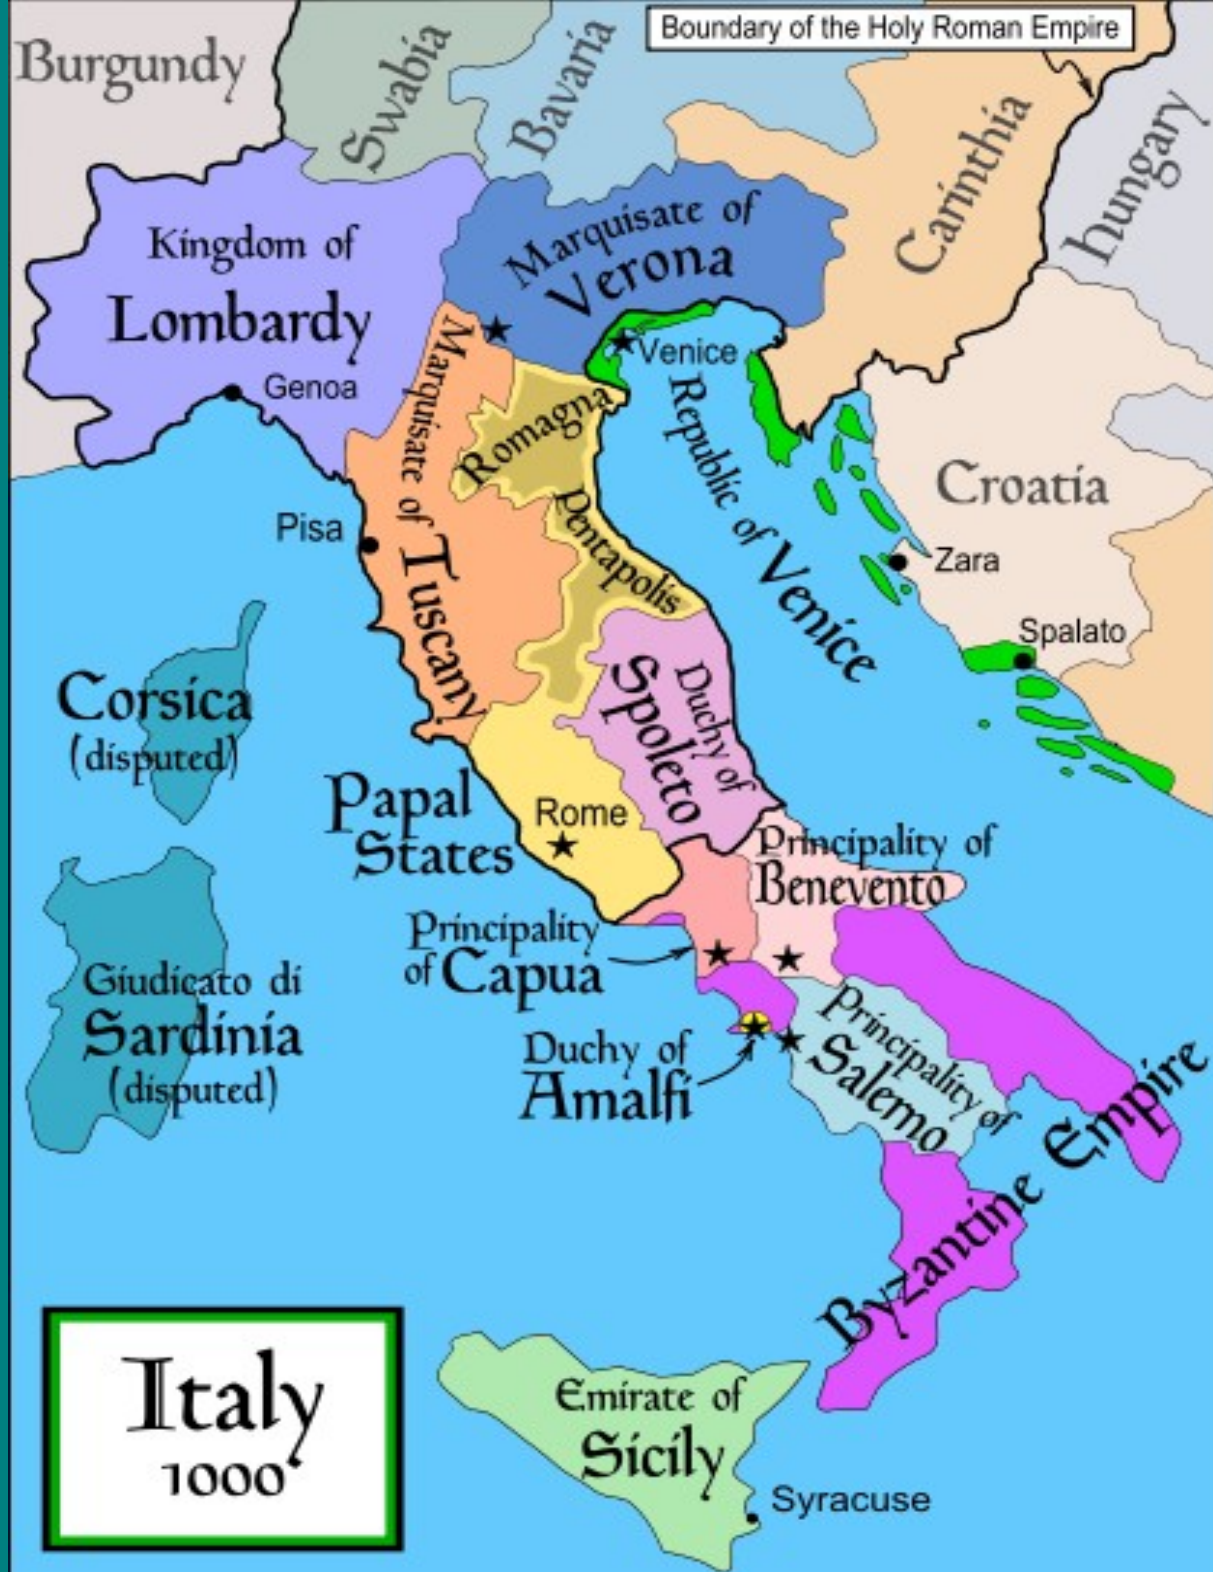 Boundary of the Holy Roman Empire
Burgundy
Swabia
Bavaria
Carinthia
Hungary
Kingdom of
Lombardy
Marquisate of
Verona
Genoa
Venice
Marquisate of Tuscany
Romagna
Pentapolis
Republic of Venice
Croatia
Pisa
Zara
Spalato
Corsica
(disputed)
Duchy of
Spoleto
Papal
States
Rome
Principality of
Benevento
Principality
of Capua
Giudicato di
Sardinia
(disputed)
Duchy of
Amalfi
Principality of
Salerno
Byzantine Empire
Italy
1000
Emirate of
Sicily
Syracuse